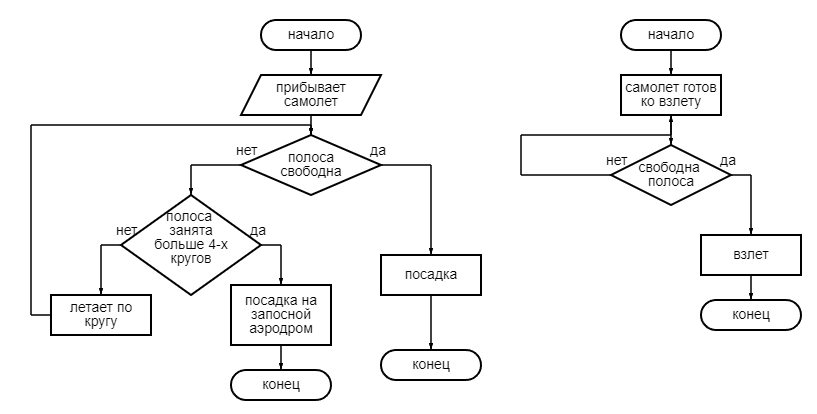 начало
прибывает
самолет
нет
полоса
свободна
да
нет
полоса
занята
больше 4-х
кругов
да
летает по
кругу
посадка на
запосной
аэродром
конец
посадка
конец
начало
самолет готов
ко взлету
нет
свободна
полоса
да
взлет
конец